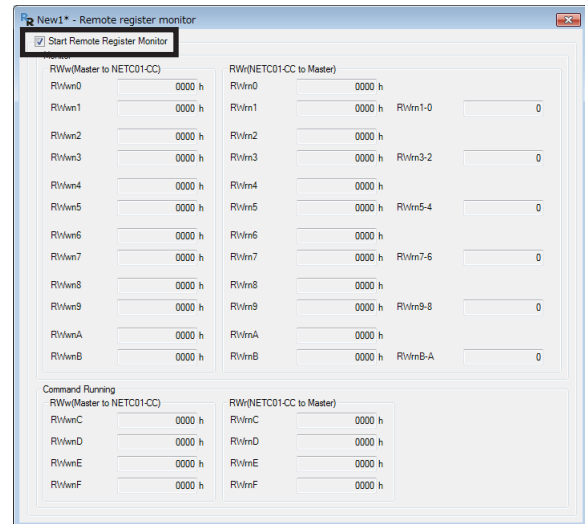 New1* - Remote register monitor
Start Remote Register Monitor
Monitor
RWw(Master to NETC01-CC) RWr(NETC01-CC to Master)
RWwn0 0000 h RWrn0 0000 h
RWwn1 0000 h RWrn1 0000 h RWrn1-0 0
RWwn2 0000 h RWrn2 0000 h
RWwn3 0000 h RWrn3 0000 h RWrn3-2 0
RWwn4 0000 h RWrn4 0000 h
RWwn5 0000 h RWrn5 0000 h RWrn5-4 0
RWwn6 0000 h RWrn6 0000 h
RWwn7 0000 h RWrn7 0000 h RWrn7-6 0
RWwn8 0000 h RWrn8 0000 h
RWwn9 0000 h RWrn9 0000 h RWrn9-8 0
RWwnA 0000 h RWrnA 0000 h
RWwnB 0000 h RWrnB 0000 h RWrnB-A 0
Command Running
RWw(Master to NETC01-CC) RWr(NETC01-CC to Master)
RWwnC 0000 h RWrnC 0000 h
RWwnD 0000 h RWrnD 0000 h
RWwnE 0000 h RWrnE 0000 h
RWwnF 0000 h RWrnF 0000 h